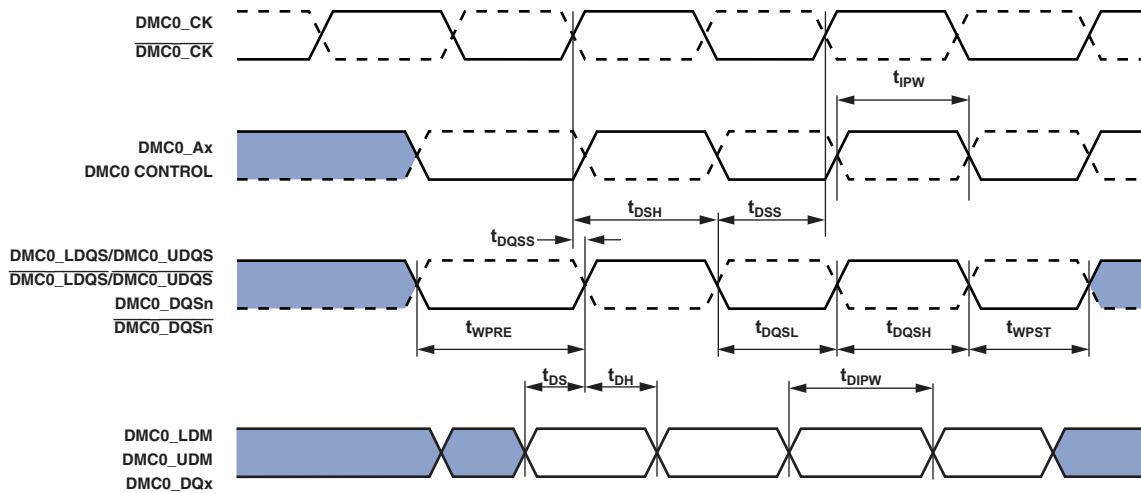 DMC0_CK
DMC0_CK
tIPW
DMC0_Ax
DMC0 CONTROL
tDSH
tDSS
tDQSS
DMC0_LDQS/DMC0_UDQS
DMC0_LDQS/DMC0_UDQS
DMC0_DQSn
DMC0_DQSn
tWPRE
tDQSL
tDQSH
tWPST
tDS
tDH
tDIPW
DMC0_LDM
DMC0_UDM
DMC0_DQx